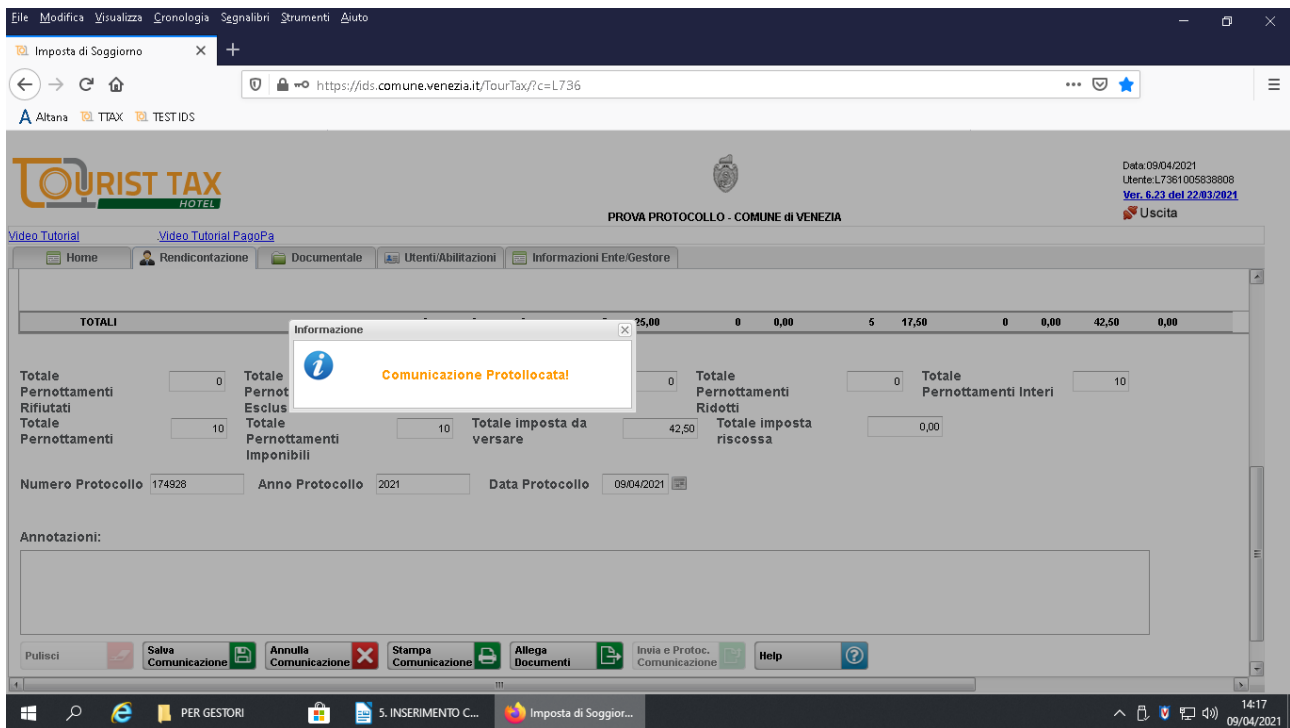 File Modifica Visualizza Cronologia Segnalibri Strumenti Aiuto
Imposta di Soggiorno
https://ids.comune.venezia.it/TourTax/?c=L736
Altana TTAX TEST IDS
TOURIST TAX
HOTEL
PROVA PROTOCOLLO - COMUNE di VENEZIA
Data:09/04/2021
Utente:L7361005838808
Ver. 6.23 del 22/03/2021
Uscita
Video Tutorial Video Tutorial PagoPa
Home Rendicontazione Documentale Utenti/Abilitazioni Informazioni Ente/Gestore
TOTALI 25,00 0 0,00 5 17,50 0 0,00 42,50 0,00
Informazione
Comunicazione Protollocata!
Totale Pernottamenti Rifiutati 0
Totale
Pernot
Esclus
0
Totale Pernottamenti Ridotti 0
Totale Pernottamenti Interi 10
Totale Pernottamenti 10
Totale Pernottamenti Imponibili 10
Totale imposta da versare 42,50
Totale imposta riscossa 0,00
Numero Protocollo 174928 Anno Protocollo 2021 Data Protocollo 09/04/2021
Annotazioni:
Pulisci
Salva Comunicazione
Annulla Comunicazione
Stampa Comunicazione
Allega Documenti
Invia e Protoc. Comunicazione
Help
PER GESTORI 5. INSERIMENTO C... Imposta di Soggior...
14:17
09/04/2021